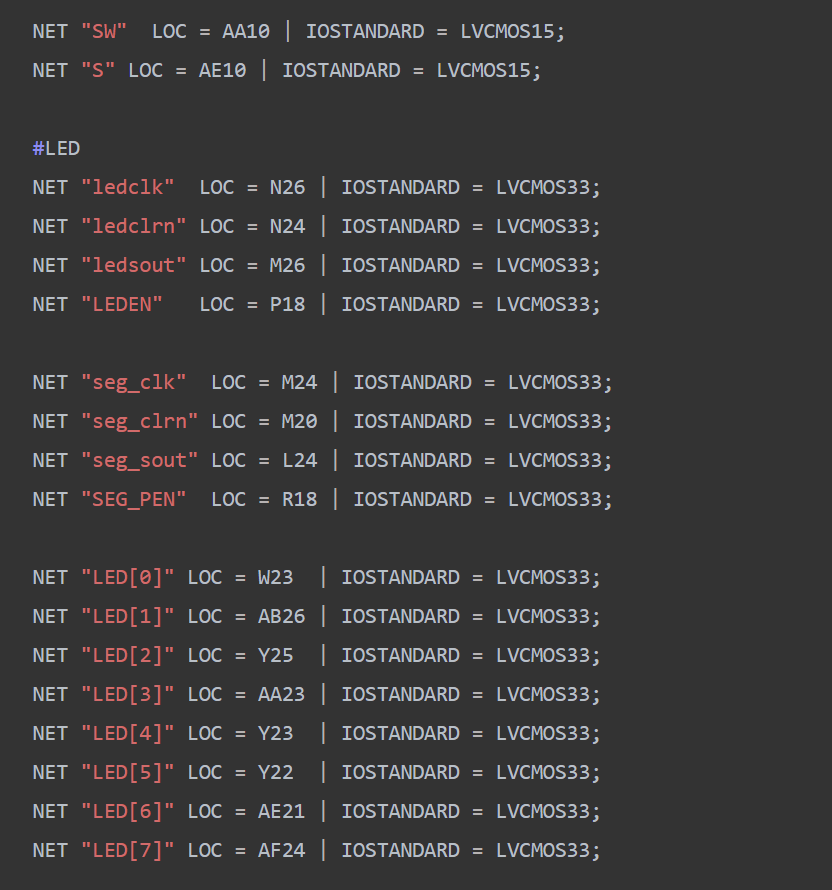 NET "SW"  LOC = AA10 | IOSTANDARD = LVCMOS15;
NET "S" LOC = AE10 | IOSTANDARD = LVCMOS15;
#LED
NET "ledclk"  LOC = N26 | IOSTANDARD = LVCMOS33;
NET "ledclrn" LOC = N24 | IOSTANDARD = LVCMOS33;
NET "ledsout" LOC = M26 | IOSTANDARD = LVCMOS33;
NET "LEDEN"   LOC = P18 | IOSTANDARD = LVCMOS33;
NET "seg_clk"  LOC = M24 | IOSTANDARD = LVCMOS33;
NET "seg_clrn" LOC = M20 | IOSTANDARD = LVCMOS33;
NET "seg_sout" LOC = L24 | IOSTANDARD = LVCMOS33;
NET "SEG_PEN"  LOC = R18 | IOSTANDARD = LVCMOS33;
NET "LED[0]" LOC = W23  | IOSTANDARD = LVCMOS33;
NET "LED[1]" LOC = AB26 | IOSTANDARD = LVCMOS33;
NET "LED[2]" LOC = Y25  | IOSTANDARD = LVCMOS33;
NET "LED[3]" LOC = AA23 | IOSTANDARD = LVCMOS33;
NET "LED[4]" LOC = Y23  | IOSTANDARD = LVCMOS33;
NET "LED[5]" LOC = Y22  | IOSTANDARD = LVCMOS33;
NET "LED[6]" LOC = AE21 | IOSTANDARD = LVCMOS33;
NET "LED[7]" LOC = AF24 | IOSTANDARD = LVCMOS33;